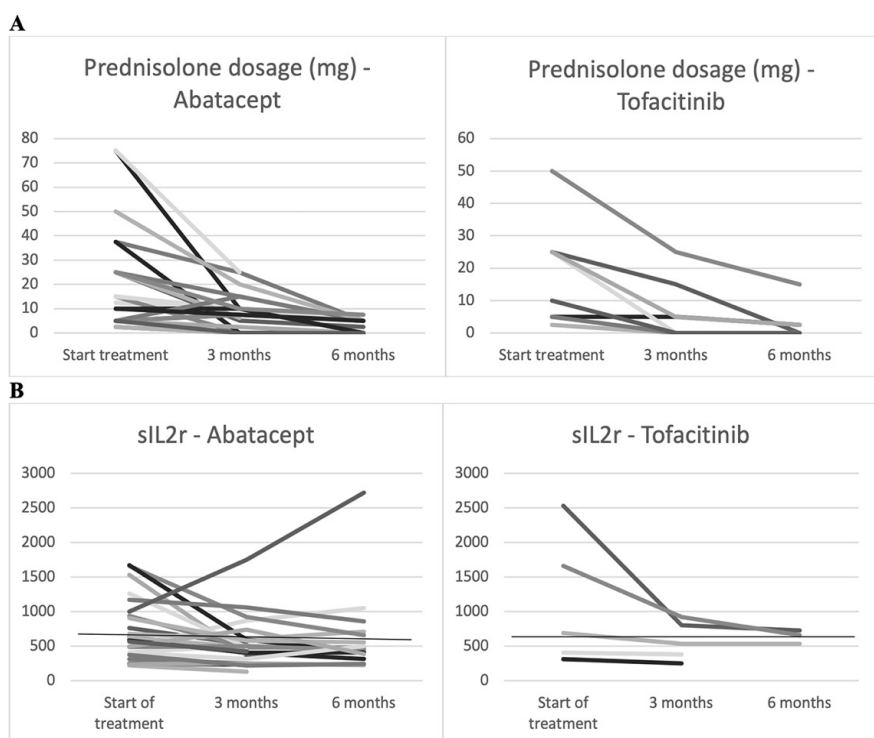 A
Prednisolone dosage (mg) -
Abatacept
80
70
60
50
40
30
20
10
0
Start treatment
3 months
6 months
Prednisolone dosage (mg) -
Tofacitinib
60
50
40
30
20
10
0
Start treatment
3 months
6 months
B
sIL2r - Abatacept
3000
2500
2000
1500
1000
500
0
Start of
treatment
3 months
6 months
sIL2r - Tofacitinib
3000
2500
2000
1500
1000
500
0
Start of
treatment
3 months
6 months